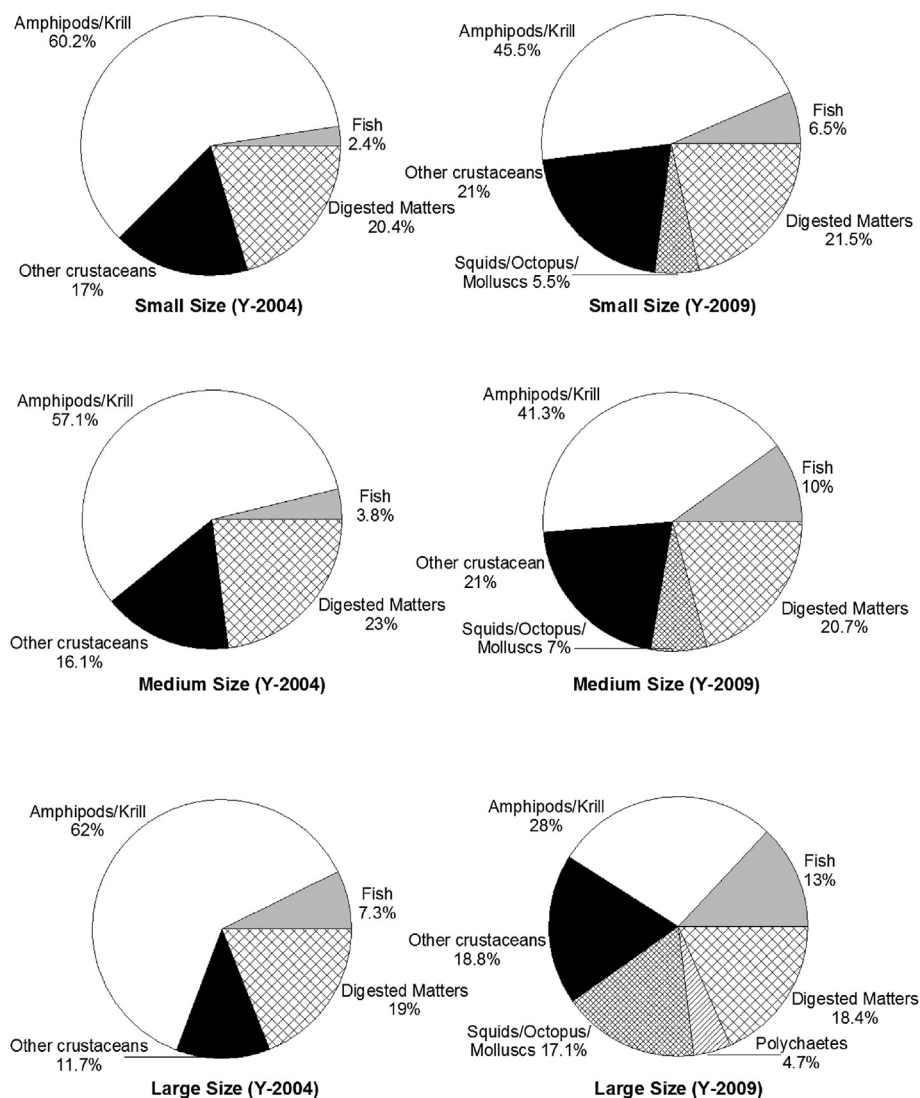 Amphipods/Krill
60.2%
Fish
2.4%
Digested Matters
20.4%
Other crustaceans
17%
Small Size (Y-2004)
Amphipods/Krill
45.5%
Fish
6.5%
Other crustaceans
21%
Digested Matters
21.5%
Squids/Octopus/
Molluscs 5.5%
Small Size (Y-2009)
Amphipods/Krill
57.1%
Fish
3.8%
Digested Matters
23%
Other crustaceans
16.1%
Medium Size (Y-2004)
Amphipods/Krill
41.3%
Fish
10%
Other crustacean
21%
Digested Matters
20.7%
Squids/Octopus/
Molluscs 7%
Medium Size (Y-2009)
Amphipods/Krill
62%
Fish
7.3%
Digested Matters
19%
Other crustaceans
11.7%
Large Size (Y-2004)
Amphipods/Krill
28%
Fish
13%
Other crustaceans
18.8%
Digested Matters
18.4%
Squids/Octopus/
Molluscs 17.1%
Polychaetes
4.7%
Large Size (Y-2009)